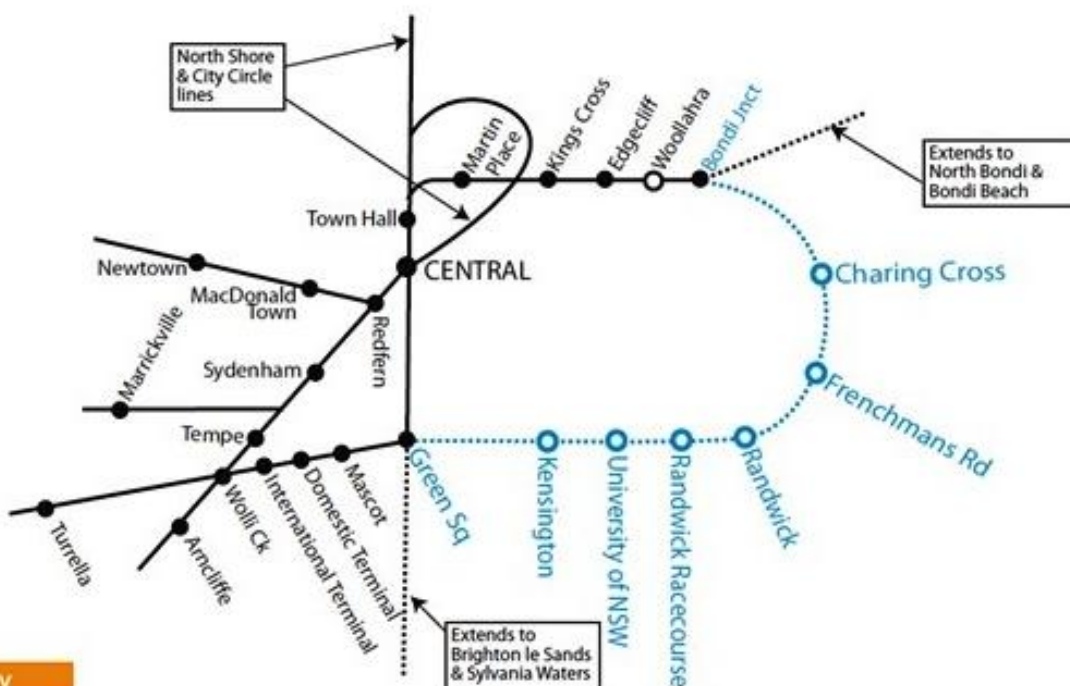 North Shore
& City Circle
lines
Martin
Place
Kings Cross
Edgecliff
Woollahra
Bondi Jnct
Extends to
North Bondi &
Bondi Beach
Town Hall
CENTRAL
Newtown
MacDonald
Town
Redfern
Charing Cross
Marrickville
Sydenham
Frenchmans Rd
Tempe
Green Sq
Kensington
University of NSW
Randwick Racecourse
Randwick
Mascot
Domestic Terminal
International Terminal
Wolli Ck
Turrella
Arncliffe
Extends to
Brighton le Sands
& Sylvania Waters